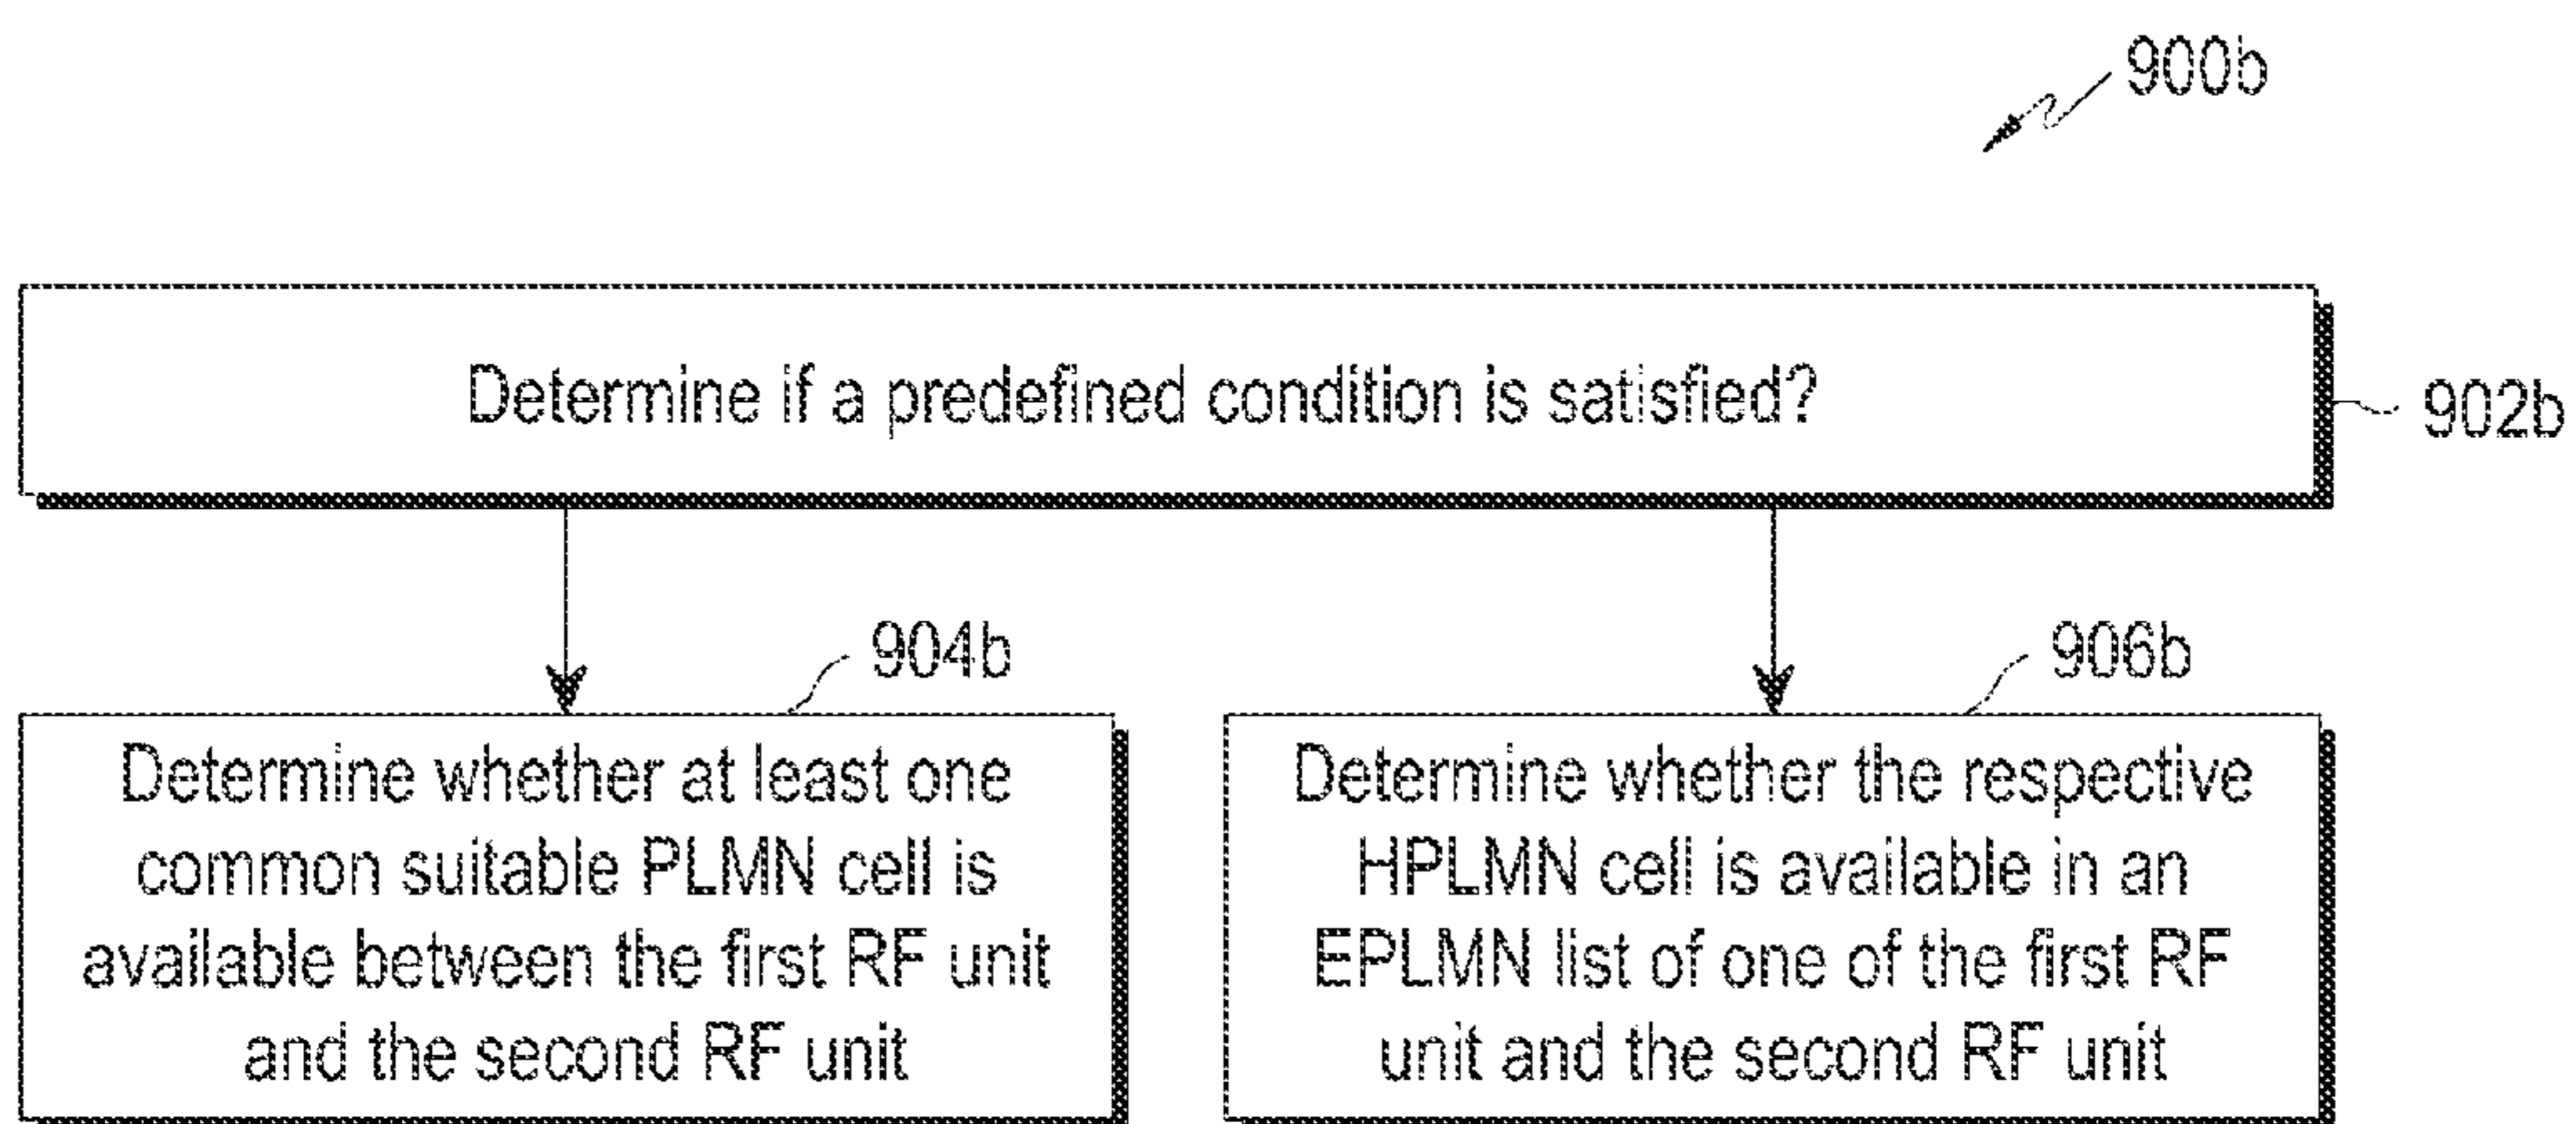 900b
Determine if a predefined condition is satisfied?
902b
904b
906b
Determine whether at least one
common suitable PLMN cell is
available between the first RF unit
and the second RF unit
Determine whether the respective
HPLMN cell is available in an
EPLMN list of one of the first RF
unit and the second RF unit